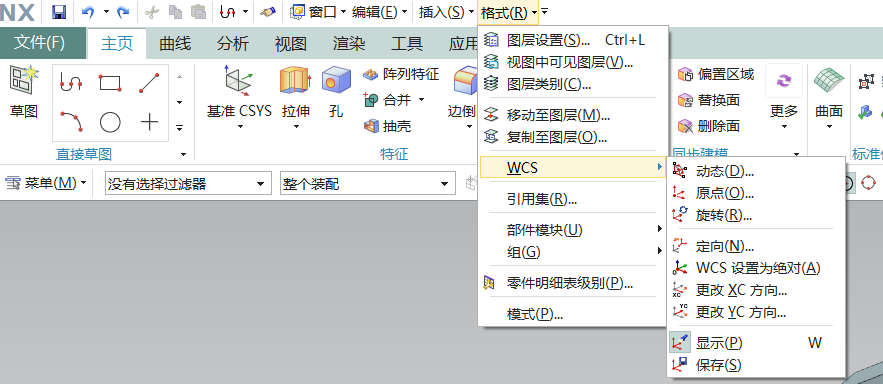 NX 窗口 编辑(E) 插入(S) 格式(R)
文件(F) 主页 曲线 分析 视图 渲染 工具 应用
草图 基准 CSYS 拉伸 孔 阵列特征 合并 抽壳 边倒
直接草图 特征
偏置区域 替换面 删除面 更多 曲面
同步建模 标准
菜单(M) 没有选择过滤器 整个装配
图层设置(S)... Ctrl+L
视图中可见图层(V)...
图层类别(C)...
移动至图层(M)...
复制至图层(O)...
WCS
引用集(R)...
部件模块(U)
组(G)
零件明细表级别(P)...
模式(P)...
动态(D)...
原点(O)...
旋转(R)...
定向(N)...
WCS 设置为绝对(A)
更改 XC 方向...
更改 YC 方向...
显示(P) W
保存(S)